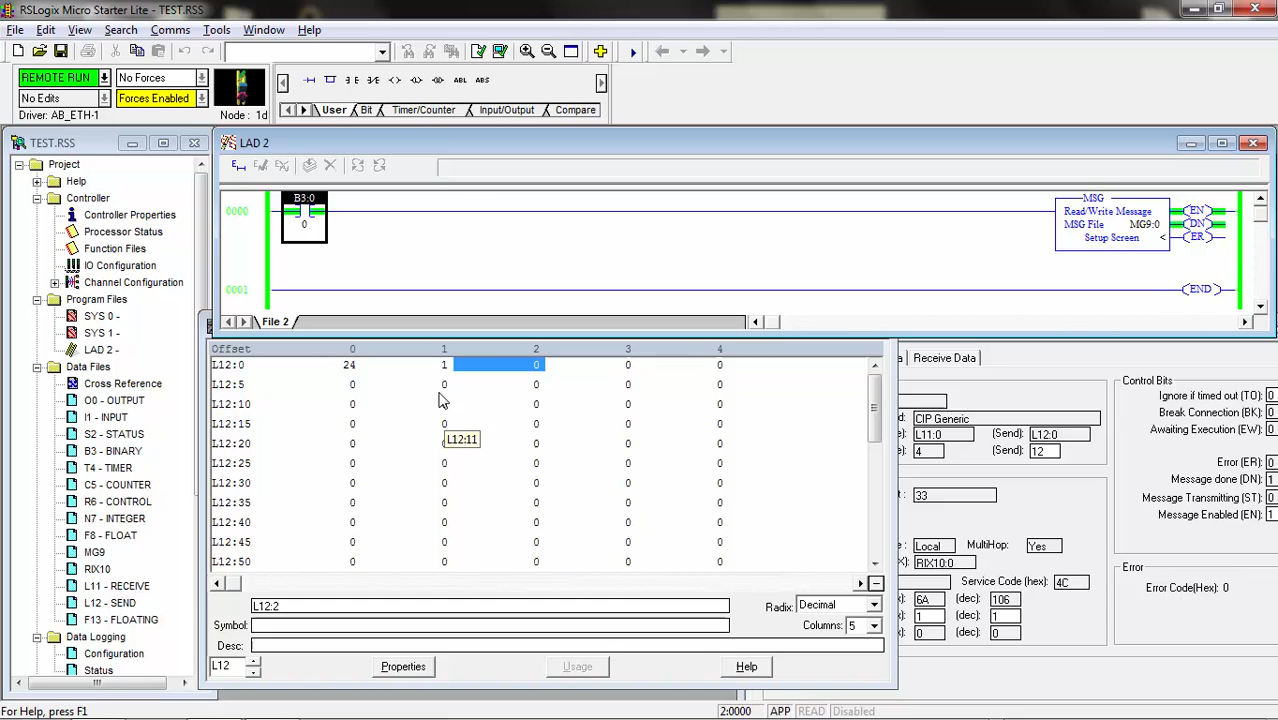 RSLogix Micro Starter Lite - TEST.RSS
File Edit View Search Comms Tools Window Help
REMOTE RUN No Forces
No Edits Forces Enabled
Driver: AB_ETH-1 Node : 1d
ABL ABS
User Bit Timer/Counter Input/Output Compare
TEST.RSS
Project
Help
Controller
Controller Properties
Processor Status
Function Files
IO Configuration
Channel Configuration
Program Files
SYS 0 -
SYS 1 -
LAD 2 -
Data Files
Cross Reference
O0 - OUTPUT
I1 - INPUT
S2 - STATUS
B3 - BINARY
T4 - TIMER
C5 - COUNTER
R6 - CONTROL
N7 - INTEGER
F8 - FLOAT
MG9
RIX10
L11 - RECEIVE
L12 - SEND
F13 - FLOATING
Data Logging
Configuration
Status
LAD 2
0000
B3:0
0
MSG
Read/Write Message
MSG File MG9:0
Setup Screen <
EN
DN
ER
0001
END
File 2
Offset 0 1 2 3 4
L12:0 24 1 0 0 0
L12:5 0 0 0 0 0
L12:10 0 0 0 0 0
L12:15 0 0 0 0 0
L12:20 0 0 0 0 0
L12:11
L12:25 0 0 0 0 0
L12:30 0 0 0 0 0
L12:35 0 0 0 0 0
L12:40 0 0 0 0 0
L12:45 0 0 0 0 0
L12:50 0 0 0 0 0
L12:2
Radix: Decimal
Symbol:
Columns: 5
Desc:
L12
Properties Usage Help
Receive Data
CIP Generic
L11:0 (Send): L12:0
4 (Send): 12
33
Local MultiHop: Yes
RIX10:0
Service Code (hex): 4C
6A (dec): 106
1 (dec): 1
0 (dec): 0
Control Bits
Ignore if timed out (TO): 0
Break Connection (BK): 0
Awaiting Execution (EW): 0
Error (ER): 0
Message done (DN): 1
Message Transmitting (ST): 0
Message Enabled (EN): 1
Error
Error Code(Hex): 0
For Help, press F1
2:0000 APP READ Disabled